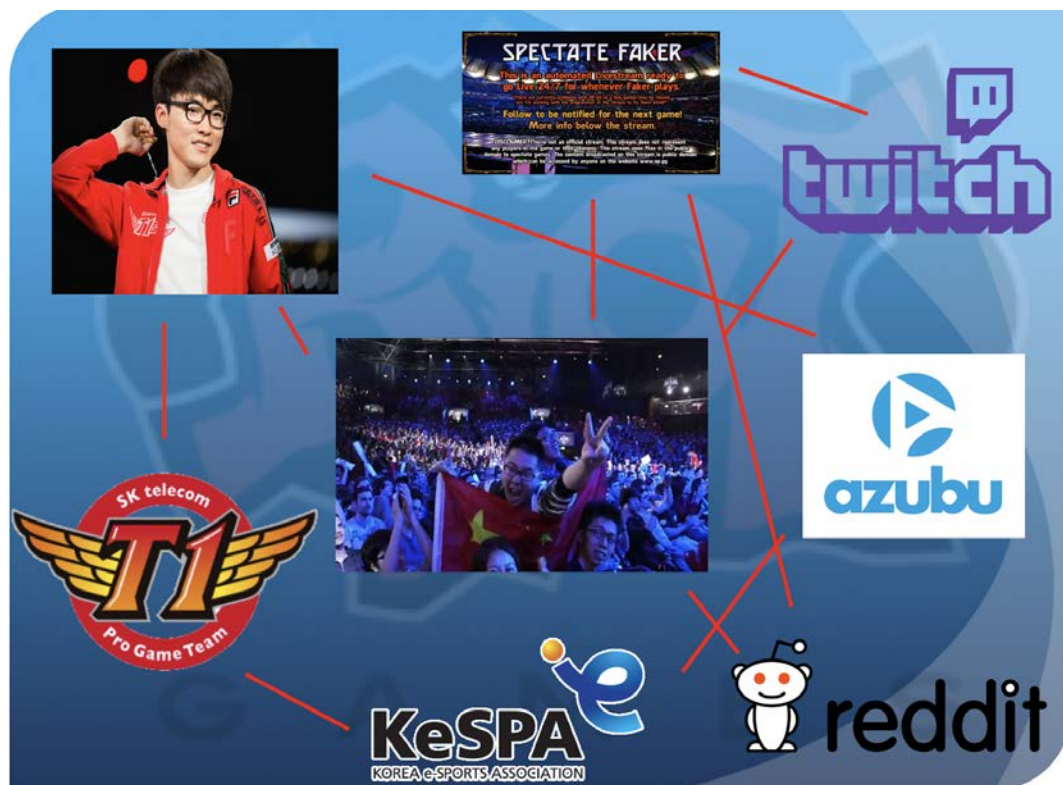 SPECTATE FAKER
This is an automated livestream ready to
go live 24/7 for whenever Faker plays.
Follow to be notified for the next game!
More info below the stream.
twitch
T1
azubu
SK telecom
T1
Pro Game Team
KeSPA
KOREA e-SPORTS ASSOCIATION
reddit
G A M E S